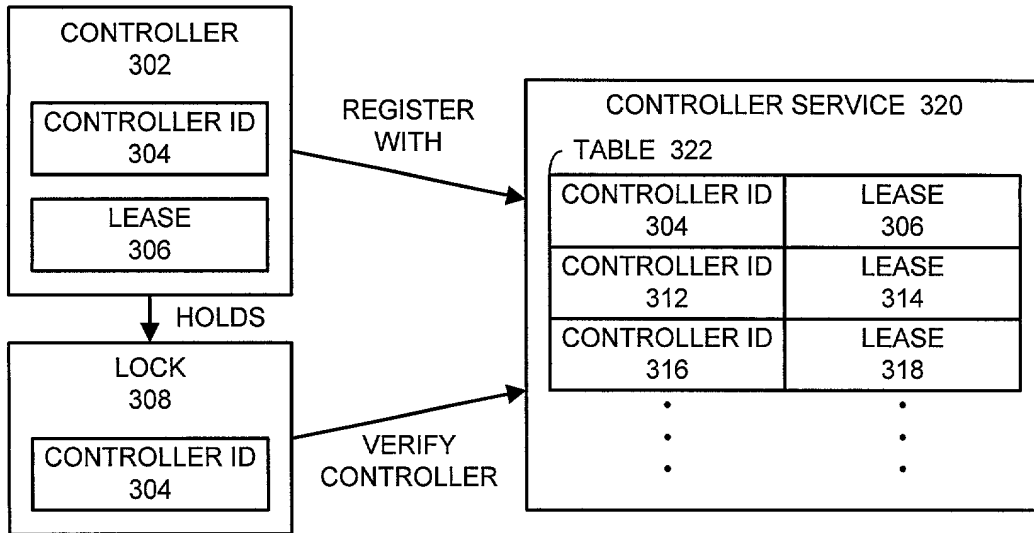 CONTROLLER
302
CONTROLLER ID
304
LEASE
306
HOLDS
LOCK
308
CONTROLLER ID
304
REGISTER
WITH
VERIFY
CONTROLLER
CONTROLLER SERVICE 320
TABLE 322
CONTROLLER ID
304
LEASE
306
CONTROLLER ID
312
LEASE
314
CONTROLLER ID
316
LEASE
318